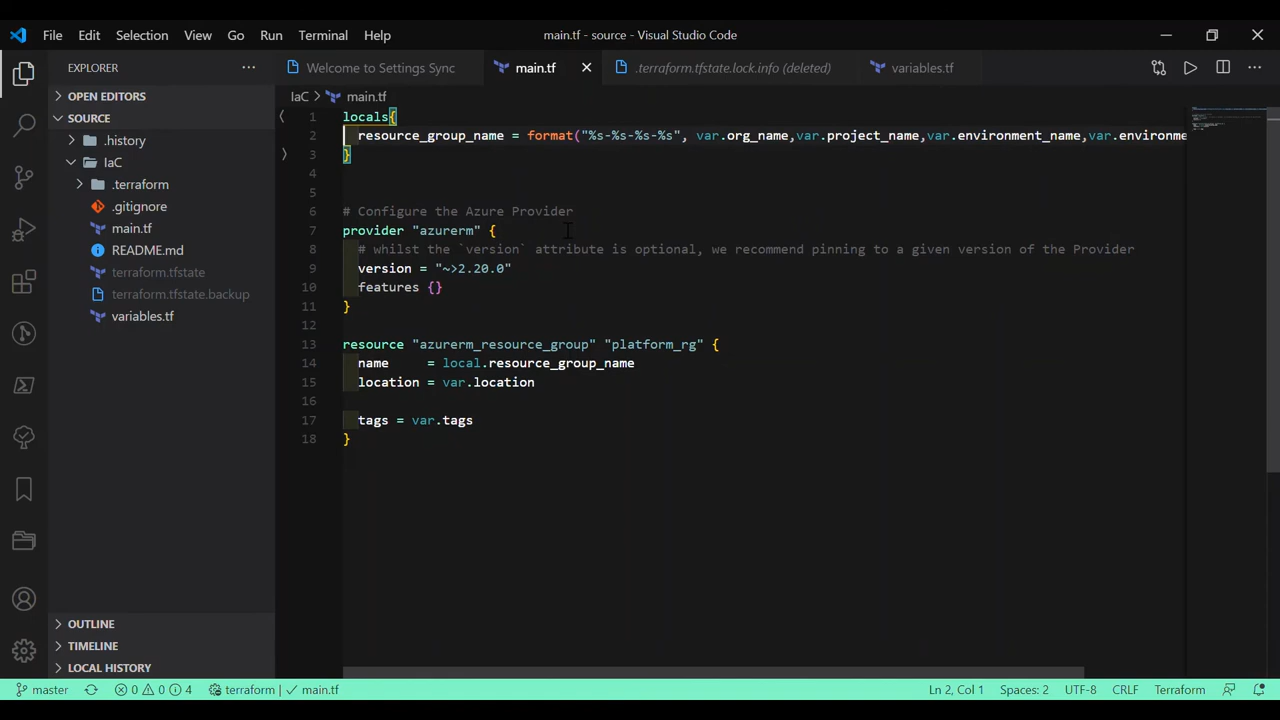 File Edit Selection View Go Run Terminal Help
main.tf - source - Visual Studio Code
EXPLORER
Welcome to Settings Sync
main.tf
.terraform.tfstate.lock.info (deleted)
variables.tf
OPEN EDITORS
SOURCE
.history
IaC
.terraform
.gitignore
main.tf
README.md
terraform.tfstate
terraform.tfstate.backup
variables.tf
OUTLINE
TIMELINE
LOCAL HISTORY
IaC > main.tf
1 locals{
2 resource_group_name = format("%s-%s-%s-%s", var.org_name,var.project_name,var.environment_name,var.environme
3 }
4
5
6 # Configure the Azure Provider
7 provider "azurerm" {
8 # whilst the `version` attribute is optional, we recommend pinning to a given version of the Provider
9 version = "~>2.20.0"
10 features {}
11 }
12
13 resource "azurerm_resource_group" "platform_rg" {
14 name = local.resource_group_name
15 location = var.location
16
17 tags = var.tags
18 }
master 0 0 4 terraform | main.tf Ln 2, Col 1 Spaces: 2 UTF-8 CRLF Terraform